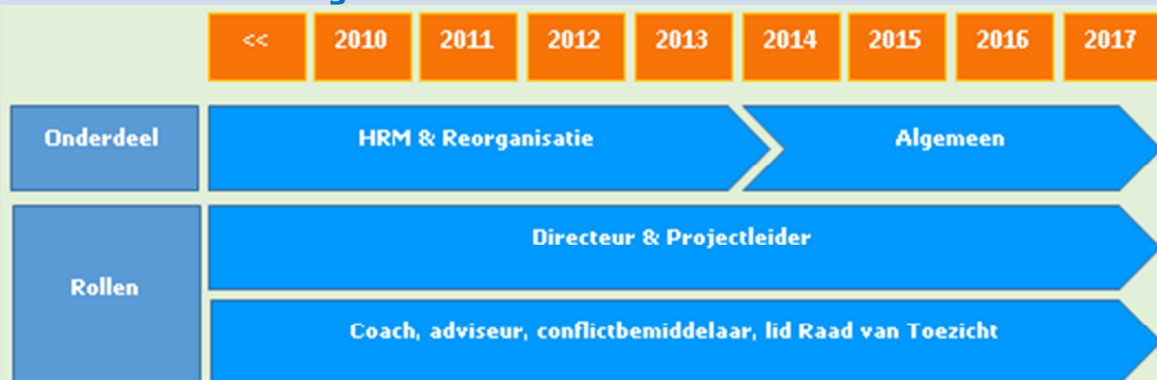 << 2010 2011 2012 2013 2014 2015 2016 2017
Onderdeel HRM & Reorganisatie Algemeen
Directeur & Projectleider
Rollen
Coach, adviseur, conflictbemiddelaar, lid Raad van Toezicht